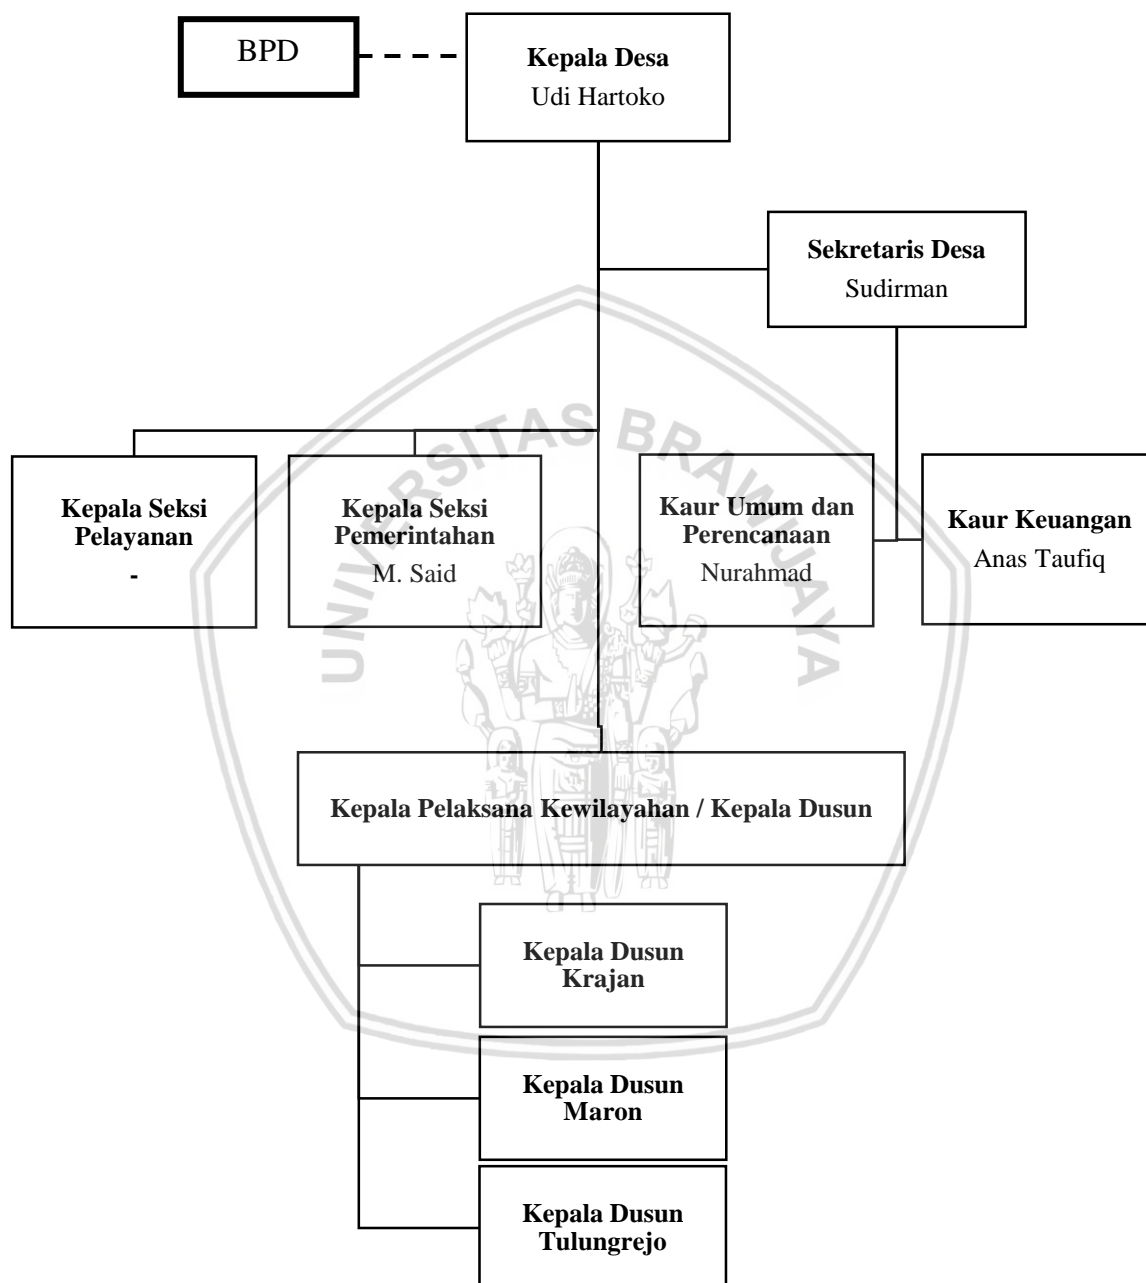 BPD
Kepala Desa
Udi Hartoko
Sekretaris Desa
Sudirman
UNIVERSITAS BRAWIJAYA
Kepala Seksi
Pelayanan
-
Kepala Seksi
Pemerintahan
M. Said
Kaur Umum dan
Perencanaan
Nurahmad
Kaur Keuangan
Anas Taufiq
Kepala Pelaksana Kewilayahan / Kepala Dusun
Kepala Dusun
Krajan
Kepala Dusun
Maron
Kepala Dusun
Tulungrejo